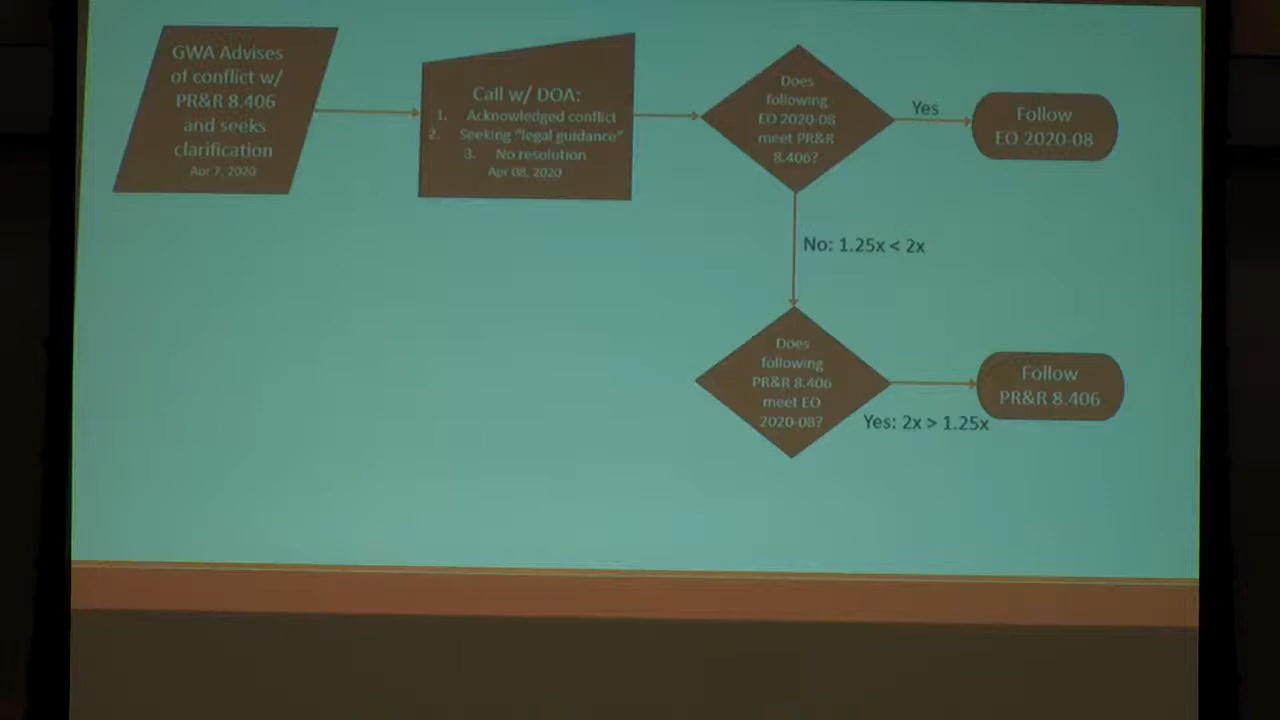 GWA Advises
of conflict w/
PR&R 8.406
and seeks
clarification
Apr 7, 2020
Call w/ DOA:
1. Acknowledged conflict
2. Seeking "legal guidance"
3. No resolution
Apr 08, 2020
Does
following
EO 2020-08
meet PR&R
8.406?
Yes
Follow
EO 2020-08
No: 1.25x < 2x
Does
following
PR&R 8.406
meet EO
2020-08?
Yes: 2x > 1.25x
Follow
PR&R 8.406